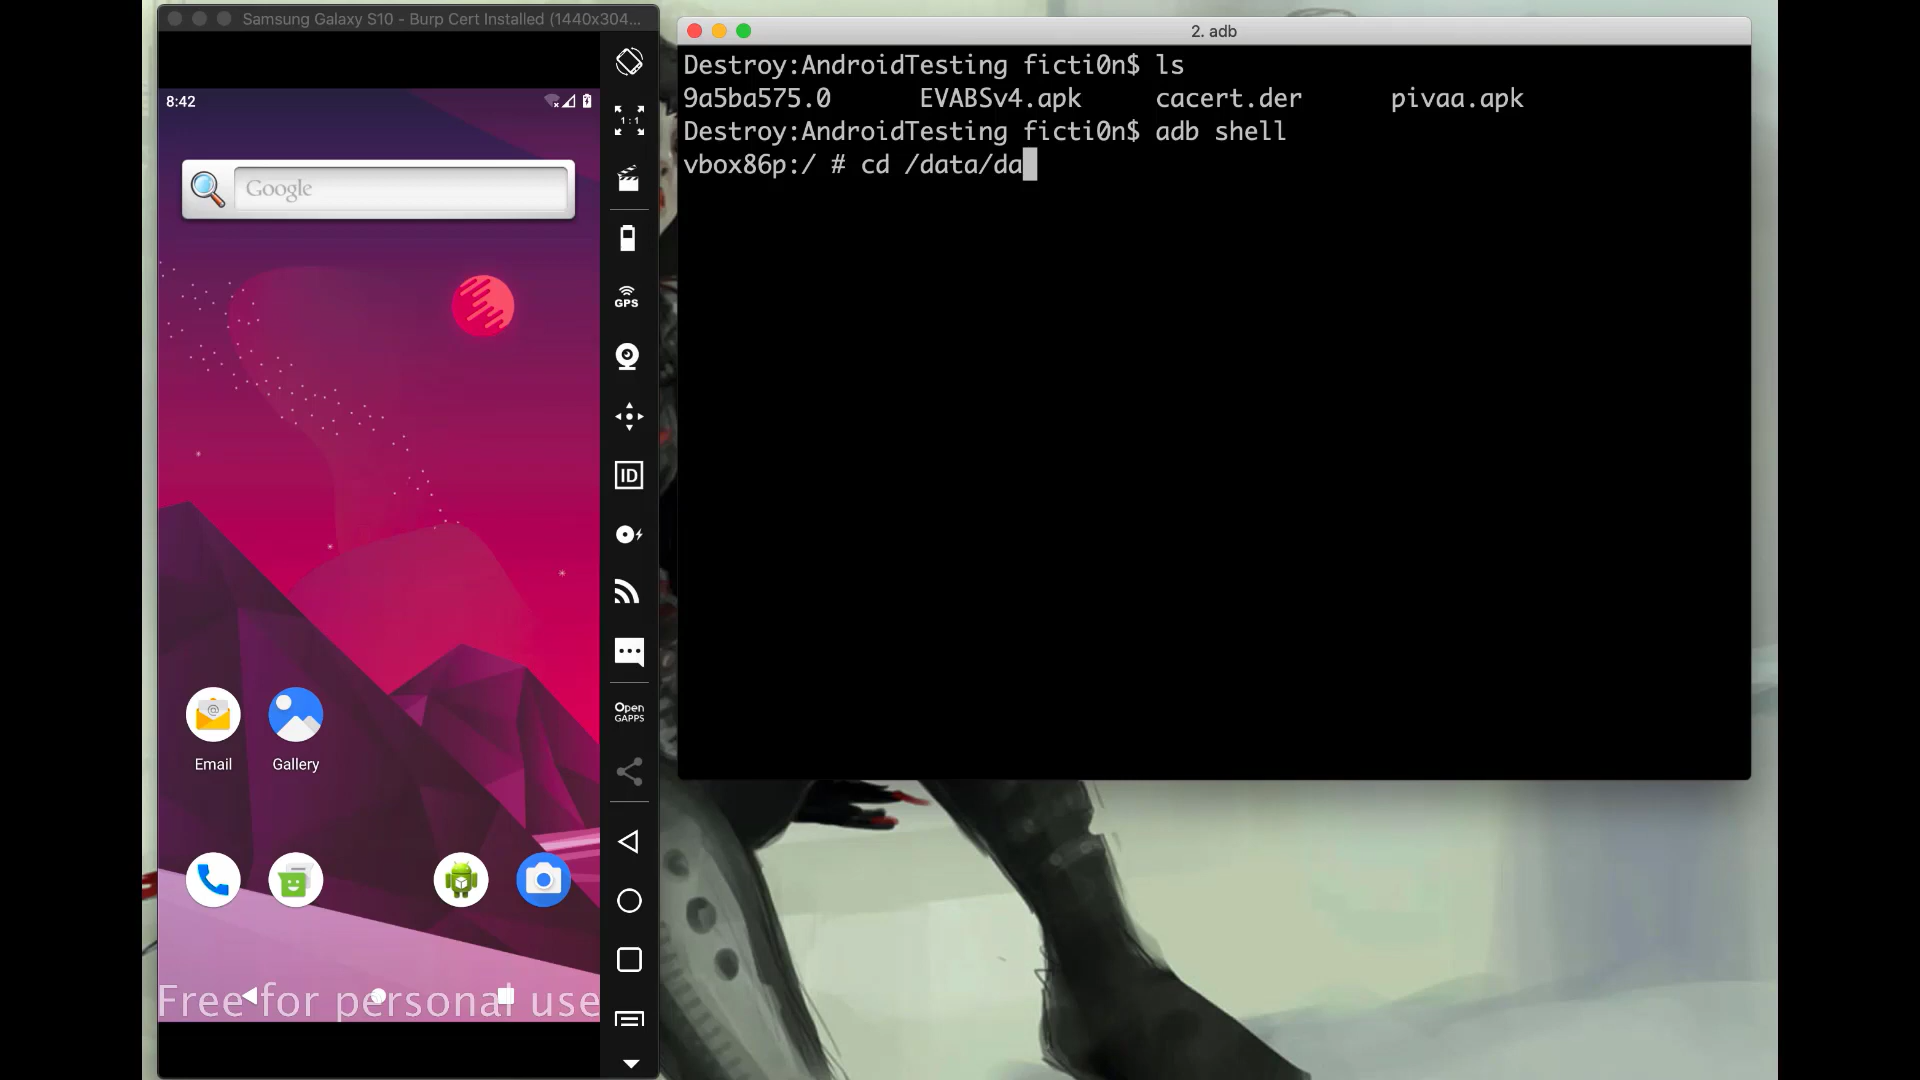 Samsung Galaxy S10 - Burp Cert Installed (1440x304...
8:42
Google
1:1
GPS
ID
Open
GAPPS
Email
Gallery
Free for personal use
2. adb
Destroy:AndroidTesting ficti0n$ ls
9a5ba575.0 EVABSv4.apk cacert.der pivaa.apk
Destroy:AndroidTesting ficti0n$ adb shell
vbox86p:/ # cd /data/da